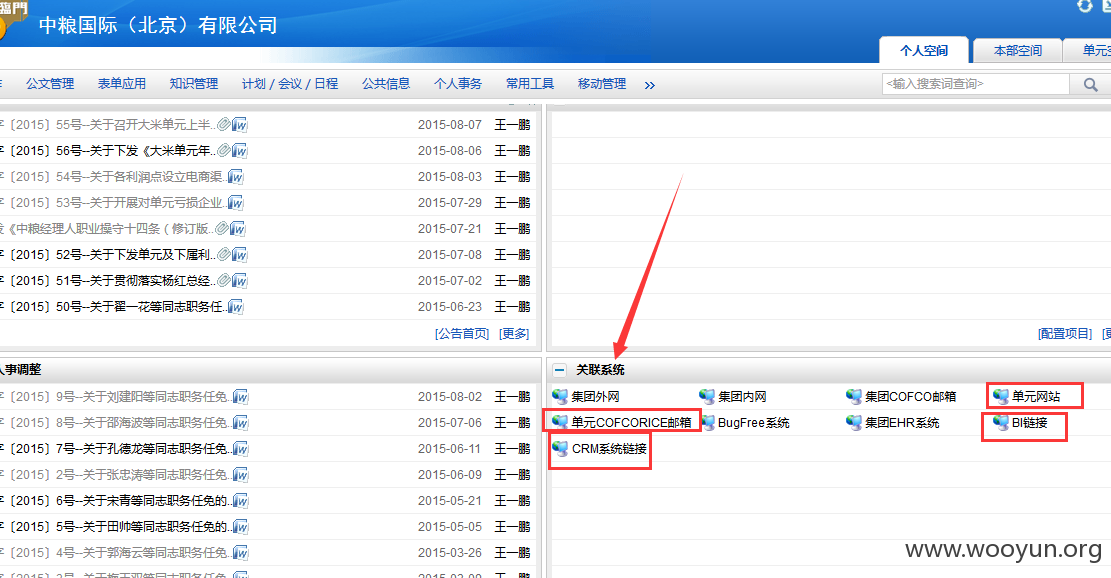 臨門
中粮国际（北京）有限公司
个人空间 本部空间 单元空
公文管理 表单应用 知识管理 计划 / 会议 / 日程 公共信息 个人事务 常用工具 移动管理 »
<输入搜索词查询>
字〔2015〕55号--关于召开大米单元上半.. 2015-08-07 王一鹏
字〔2015〕56号--关于下发《大米单元年.. 2015-08-06 王一鹏
字〔2015〕54号--关于各利润点设立电商渠.. 2015-08-03 王一鹏
字〔2015〕53号--关于开展对单元亏损企业.. 2015-07-29 王一鹏
发《中粮经理人职业操守十四条（修订版.. 2015-07-21 王一鹏
字〔2015〕52号--关于下发单元及下属利.. 2015-07-08 王一鹏
字〔2015〕51号--关于贯彻落实杨红总经.. 2015-07-02 王一鹏
字〔2015〕50号--关于翟一花等同志职务任.. 2015-06-23 王一鹏
[公告首页] [更多]
[配置项目]
人事调整
字〔2015〕9号--关于刘建阳等同志职务任免.. 2015-08-02 王一鹏
字〔2015〕8号--关于邵海波等同志职务任免.. 2015-07-06 王一鹏
字〔2015〕7号--关于孔德龙等同志职务任免.. 2015-06-11 王一鹏
字〔2015〕2号--关于张忠涛等同志职务任免.. 2015-06-09 王一鹏
字〔2015〕6号--关于宋青等同志职务任免的.. 2015-05-21 王一鹏
字〔2015〕5号--关于田帅等同志职务任免的.. 2015-05-05 王一鹏
字〔2015〕4号--关于郭海云等同志职务任免.. 2015-03-26 王一鹏
关联系统
集团外网 集团内网 集团COFCO邮箱 单元网站
单元COFCORICE邮箱 BugFree系统 集团EHR系统 BI链接
CRM系统链接
www.wooyun.org